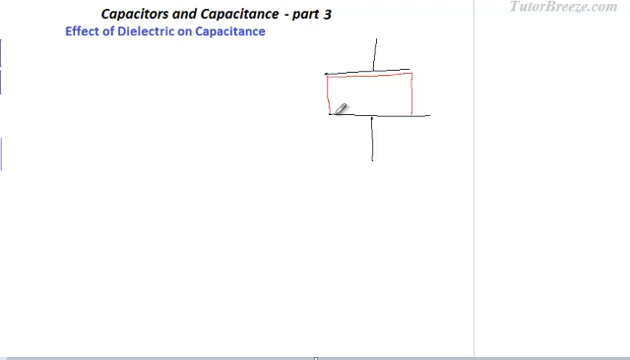 TutorBreeze.com
Capacitors and Capacitance - part 3
Effect of Dielectric on Capacitance